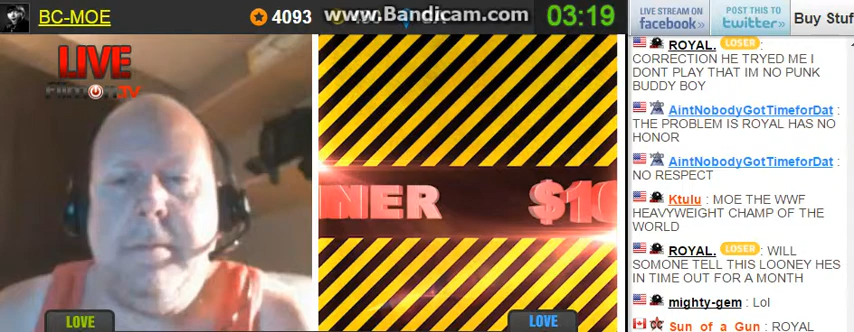 BC-MOE
4093
www.Bandicam.com
03:19
LIVE STREAM ON
facebook»
POST THIS TO
twitter»
Buy Stuf
LIVE
FILMON.TV
NER
$10
LOVE
LOVE
ROYAL. LOSER :
CORRECTION HE TRYED ME I
DONT PLAY THAT IM NO PUNK
BUDDY BOY
AintNobodyGotTimeforDat :
THE PROBLEM IS ROYAL HAS NO
HONOR
AintNobodyGotTimeforDat :
NO RESPECT
Ktulu : MOE THE WWF
HEAVYWEIGHT CHAMP OF THE
WORLD
ROYAL. LOSER : WILL
SOMONE TELL THIS LOONEY HES
IN TIME OUT FOR A MONTH
mighty-gem : Lol
Sun_of_a_Gun : ROYAL